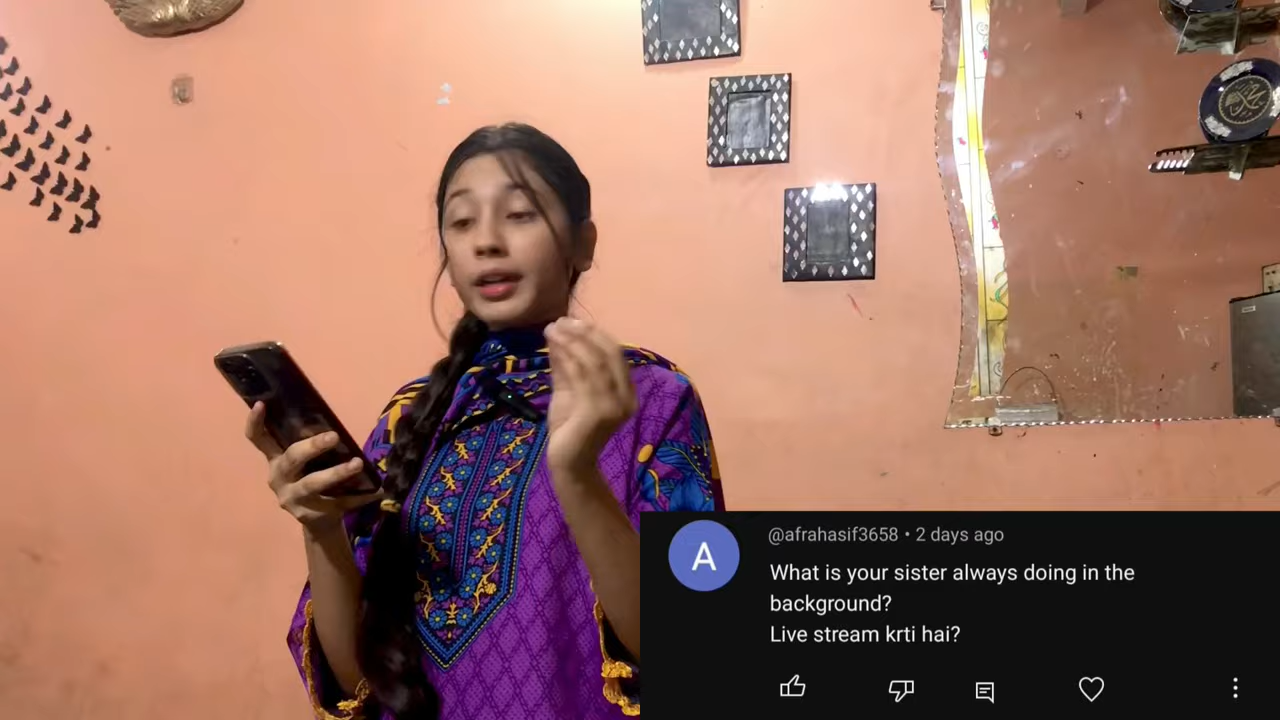 @afrahasif3658 • 2 days ago
A
What is your sister always doing in the
background?
Live stream krti hai?